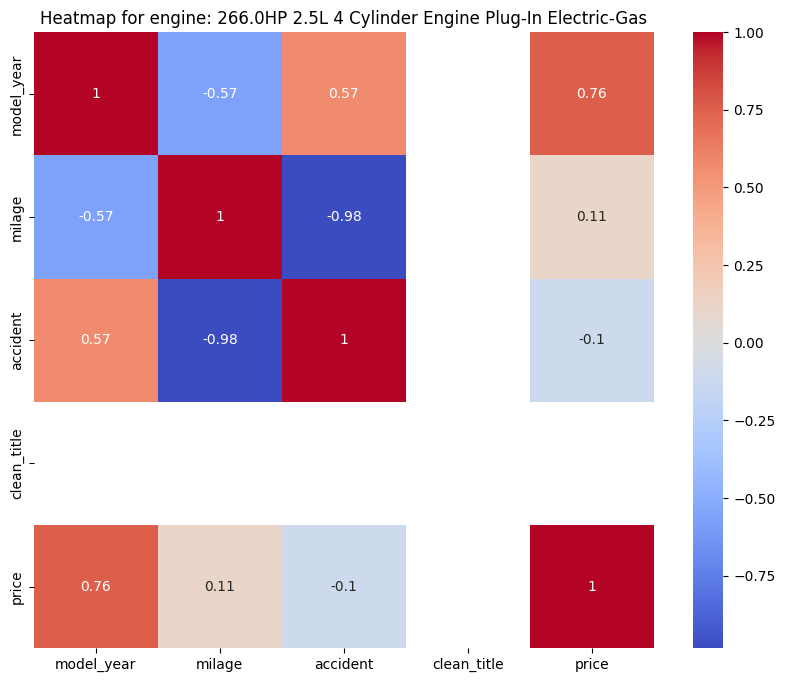 Heatmap for engine: 266.0HP 2.5L 4 Cylinder Engine Plug-In Electric-Gas
model_year 1 -0.57 0.57 0.76
milage -0.57 1 -0.98 0.11
accident 0.57 -0.98 1 -0.1
clean_title
price 0.76 0.11 -0.1 1
model_year milage accident clean_title price
1.00
0.75
0.50
0.25
0.00
−0.25
−0.50
−0.75